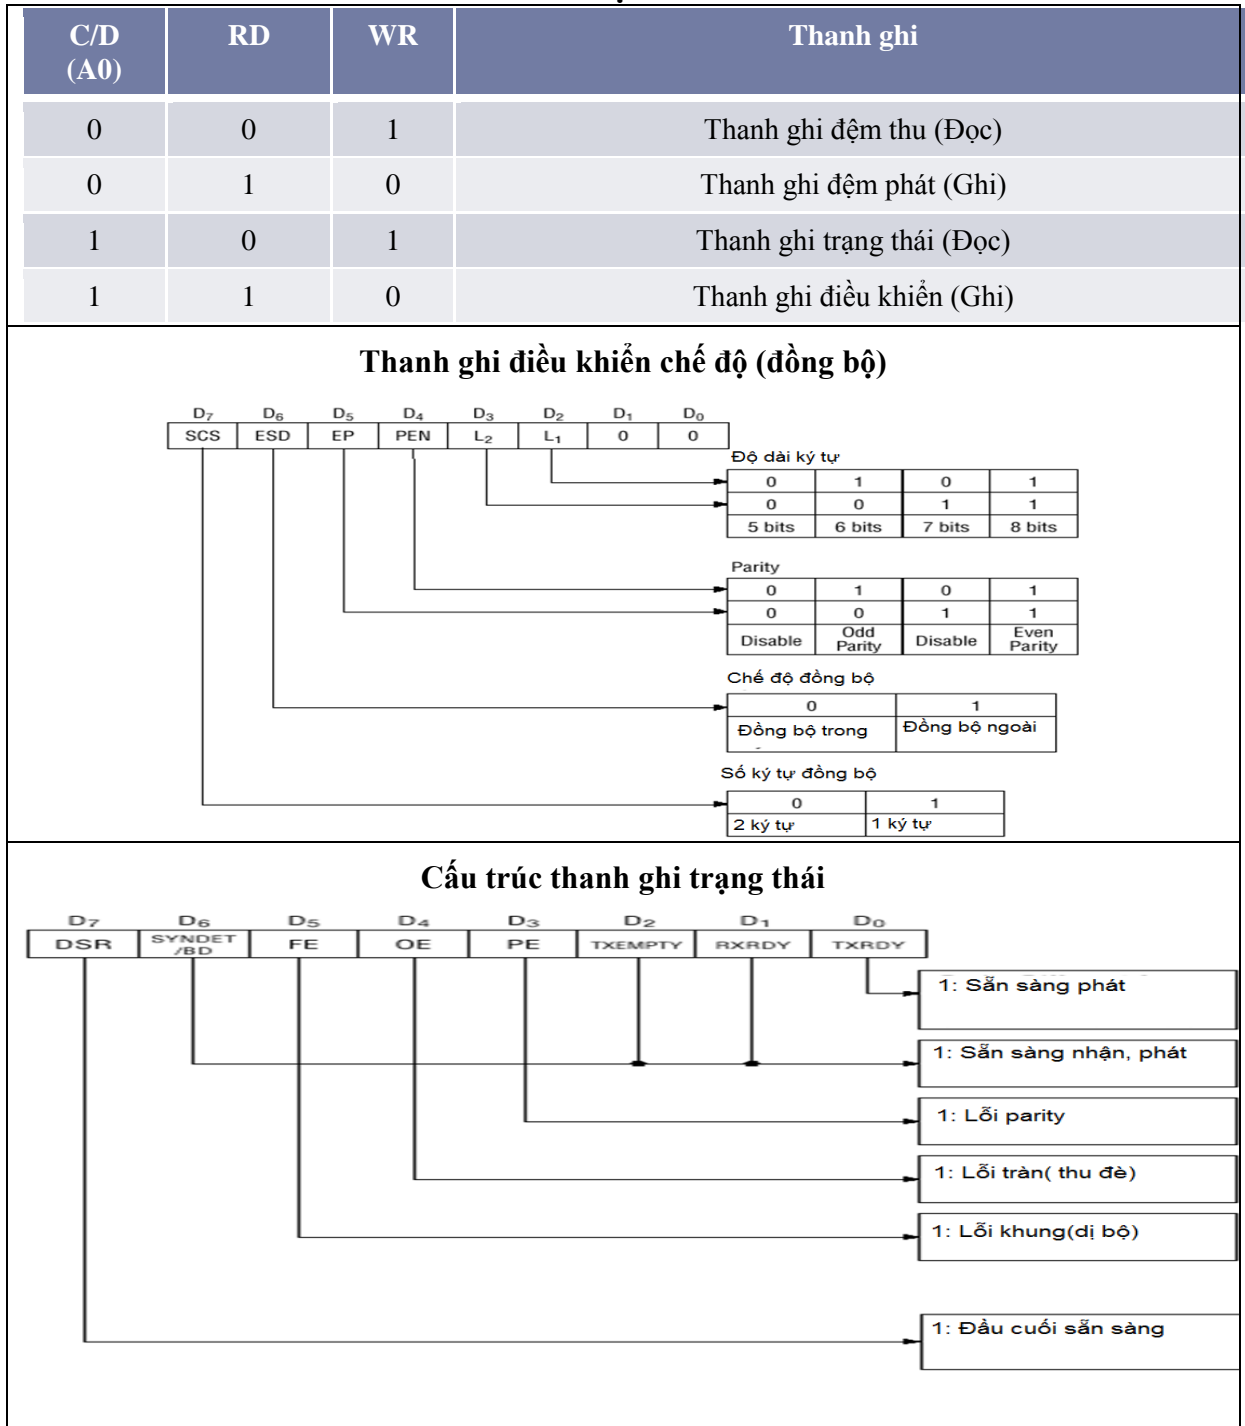 C/D (A0) RD WR Thanh ghi
0 0 1 Thanh ghi đệm thu (Đọc)
0 1 0 Thanh ghi đệm phát (Ghi)
1 0 1 Thanh ghi trạng thái (Đọc)
1 1 0 Thanh ghi điều khiển (Ghi)
Thanh ghi điều khiển chế độ (đồng bộ)
D7 D6 D5 D4 D3 D2 D1 D0
SCS ESD EP PEN L2 L1 0 0
Độ dài ký tự
0 1 0 1
0 0 1 1
5 bits 6 bits 7 bits 8 bits
Parity
0 1 0 1
0 0 1 1
Disable Odd Parity Disable Even Parity
Chế độ đồng bộ
0 1
Đồng bộ trong Đồng bộ ngoài
Số ký tự đồng bộ
0 1
2 ký tự 1 ký tự
Cấu trúc thanh ghi trạng thái
D7 D6 D5 D4 D3 D2 D1 D0
DSR SYNDET /BD FE OE PE TXEMPTY RXRDY TXRDY
1: Sẵn sàng phát
1: Sẵn sàng nhận, phát
1: Lỗi parity
1: Lỗi tràn( thu đè)
1: Lỗi khung(dị bộ)
1: Đầu cuối sẵn sàng